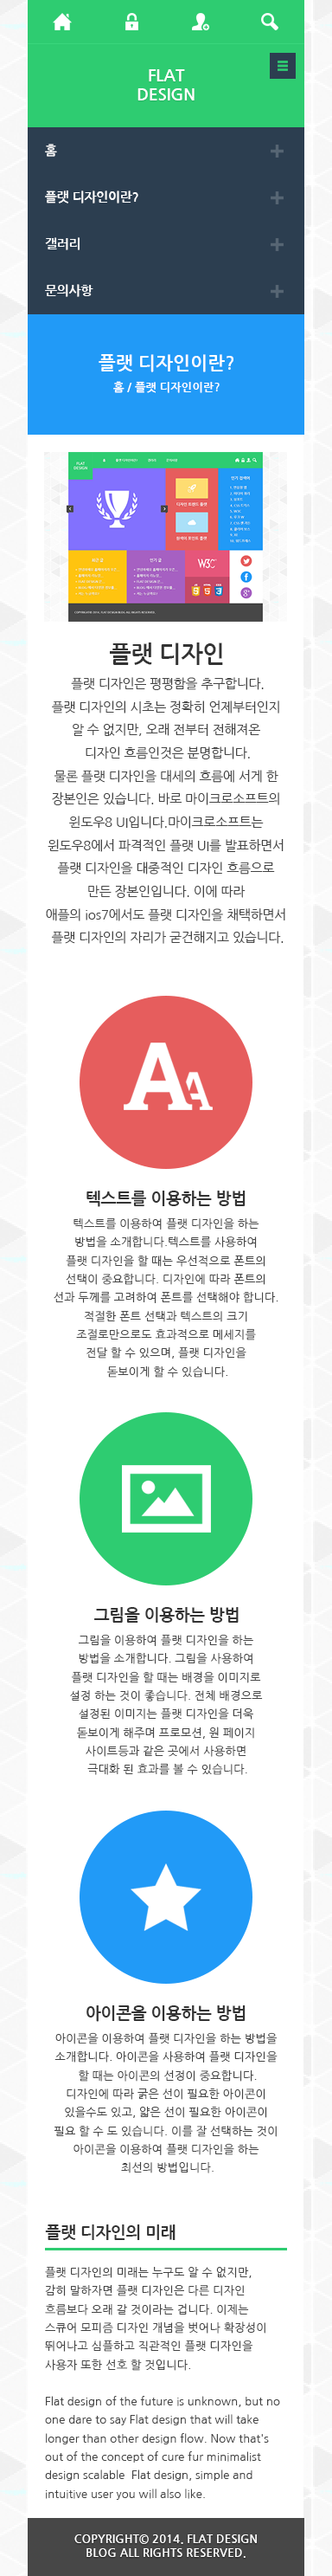 FLAT
DESIGN
홈
플랫 디자인이란?
갤러리
문의사항
플랫 디자인이란?
홈 / 플랫 디자인이란?
플랫 디자인
플랫 디자인은 평평함을 추구합니다.
플랫 디자인의 시초는 정확히 언제부터인지
알 수 없지만, 오래 전부터 전해져온
디자인 흐름인것은 분명합니다.
물론 플랫 디자인을 대세의 흐름에 서게 한
장본인은 있습니다. 바로 마이크로소프트의
윈도우8 UI입니다.마이크로소프트는
윈도우8에서 파격적인 플랫 UI를 발표하면서
플랫 디자인을 대중적인 디자인 흐름으로
만든 장본인입니다. 이에 따라
애플의 ios7에서도 플랫 디자인을 채택하면서
플랫 디자인의 자리가 굳건해지고 있습니다.
AA
텍스트를 이용하는 방법
텍스트를 이용하여 플랫 디자인을 하는
방법을 소개합니다.텍스트를 사용하여
플랫 디자인을 할 때는 우선적으로 폰트의
선택이 중요합니다. 디자인에 따라 폰트의
선과 두께를 고려하여 폰트를 선택해야 합니다.
적절한 폰트 선택과 텍스트의 크기
조절로만으로도 효과적으로 메세지를
전달 할 수 있으며, 플랫 디자인을
돋보이게 할 수 있습니다.
그림을 이용하는 방법
그림을 이용하여 플랫 디자인을 하는
방법을 소개합니다. 그림을 사용하여
플랫 디자인을 할 때는 배경을 이미지로
설정 하는 것이 좋습니다. 전체 배경으로
설정된 이미지는 플랫 디자인을 더욱
돋보이게 해주며 프로모션, 원 페이지
사이트등과 같은 곳에서 사용하면
극대화 된 효과를 볼 수 있습니다.
아이콘을 이용하는 방법
아이콘을 이용하여 플랫 디자인을 하는 방법을
소개합니다. 아이콘을 사용하여 플랫 디자인을
할 때는 아이콘의 선정이 중요합니다.
디자인에 따라 굵은 선이 필요한 아이콘이
있을수도 있고, 얇은 선이 필요한 아이콘이
필요 할 수 도 있습니다. 이를 잘 선택하는 것이
아이콘을 이용하여 플랫 디자인을 하는
최선의 방법입니다.
플랫 디자인의 미래
플랫 디자인의 미래는 누구도 알 수 없지만,
감히 말하자면 플랫 디자인은 다른 디자인
흐름보다 오래 갈 것이라는 겁니다. 이제는
스큐어 모피즘 디자인 개념을 벗어나 확장성이
뛰어나고 심플하고 직관적인 플랫 디자인을
사용자 또한 선호 할 것입니다.
Flat design of the future is unknown, but no
one dare to say Flat design that will take
longer than other design flow. Now that's
out of the concept of cure fur minimalist
design scalable Flat design, simple and
intuitive user you will also like.
COPYRIGHT© 2014. FLAT DESIGN
BLOG ALL RIGHTS RESERVED.